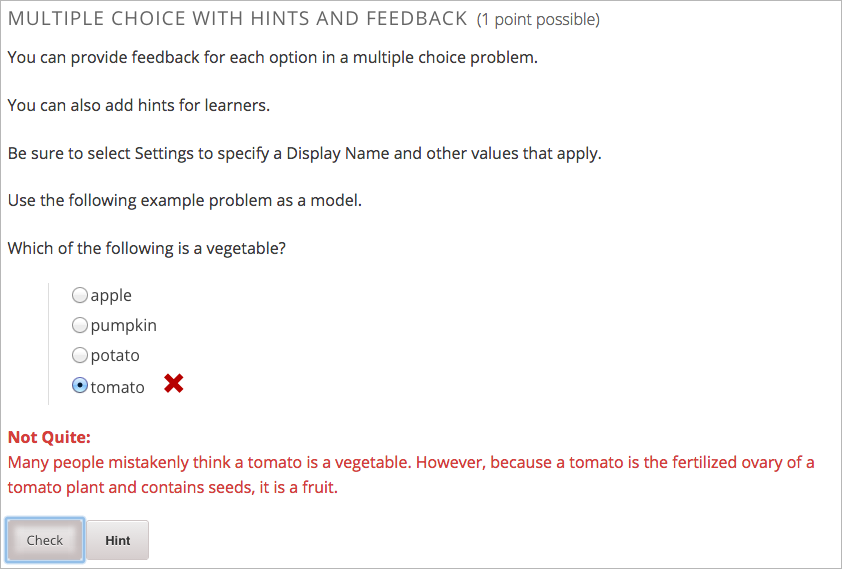 MULTIPLE CHOICE WITH HINTS AND FEEDBACK (1 point possible)
You can provide feedback for each option in a multiple choice problem.
You can also add hints for learners.
Be sure to select Settings to specify a Display Name and other values that apply.
Use the following example problem as a model.
Which of the following is a vegetable?
apple
pumpkin
potato
tomato
Not Quite:
Many people mistakenly think a tomato is a vegetable. However, because a tomato is the fertilized ovary of a
tomato plant and contains seeds, it is a fruit.
Check Hint